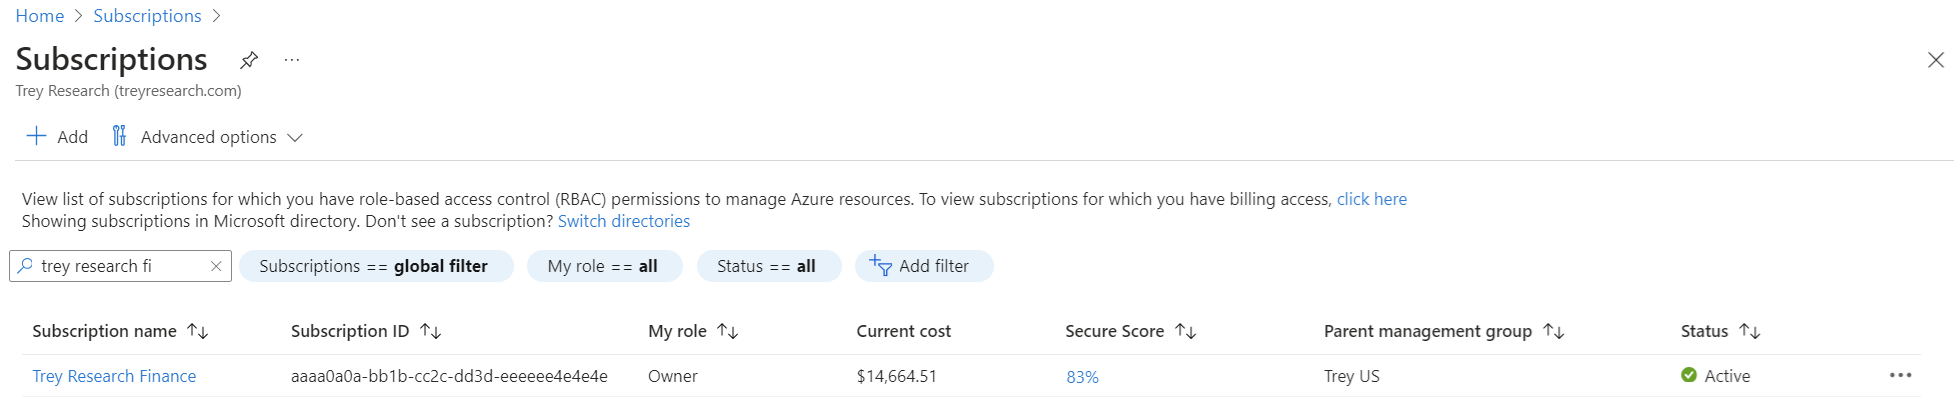 Home > Subscriptions >
Subscriptions ...
Trey Research (treyresearch.com)
+ Add Advanced options
View list of subscriptions for which you have role-based access control (RBAC) permissions to manage Azure resources. To view subscriptions for which you have billing access, click here
Showing subscriptions in Microsoft directory. Don't see a subscription? Switch directories
trey research fi Subscriptions == global filter My role == all Status == all Add filter
Subscription name Subscription ID My role Current cost Secure Score Parent management group Status
Trey Research Finance aaaa0a0a-bb1b-cc2c-dd3d-eeeeee4e4e4e Owner $14,664.51 83% Trey US Active ...